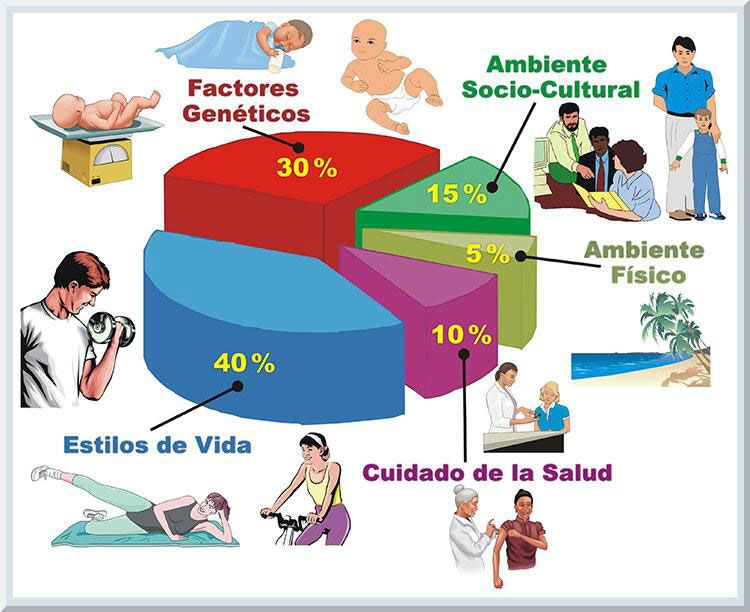 Factores
Genéticos
30%
Ambiente
Socio-Cultural
15%
5%
Ambiente
Físico
10%
40%
Estilos de Vida
Cuidado de la Salud